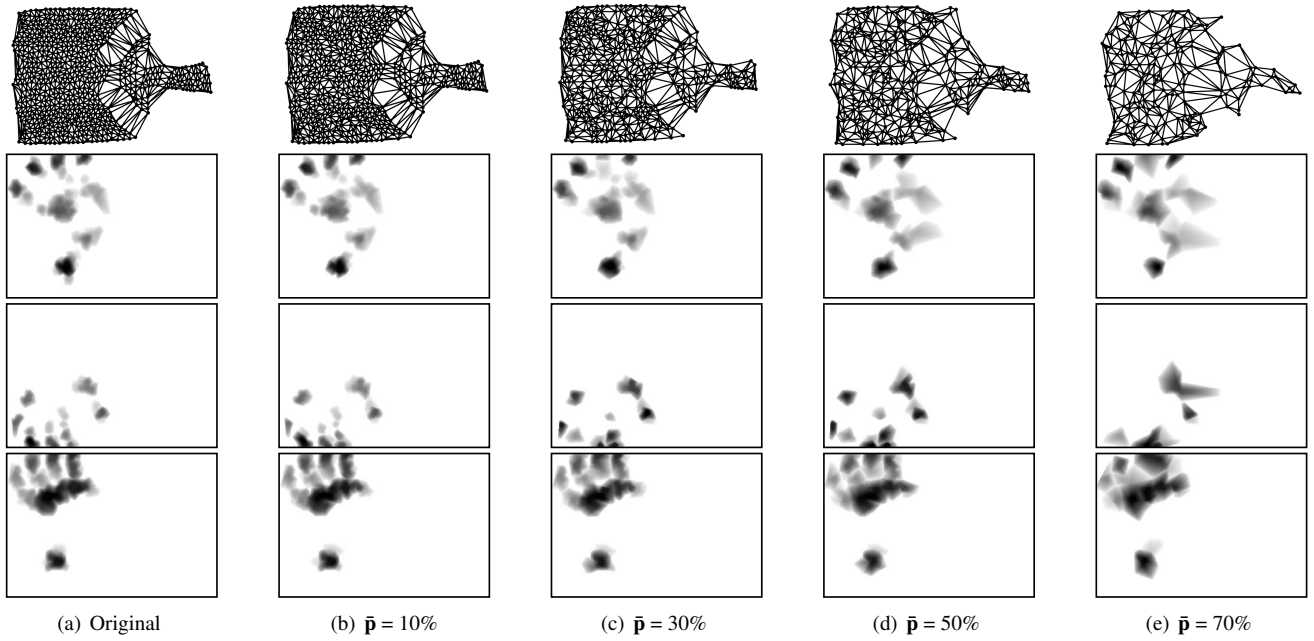 (a) Original
(b) p̄ = 10%
(c) p̄ = 30%
(d) p̄ = 50%
(e) p̄ = 70%